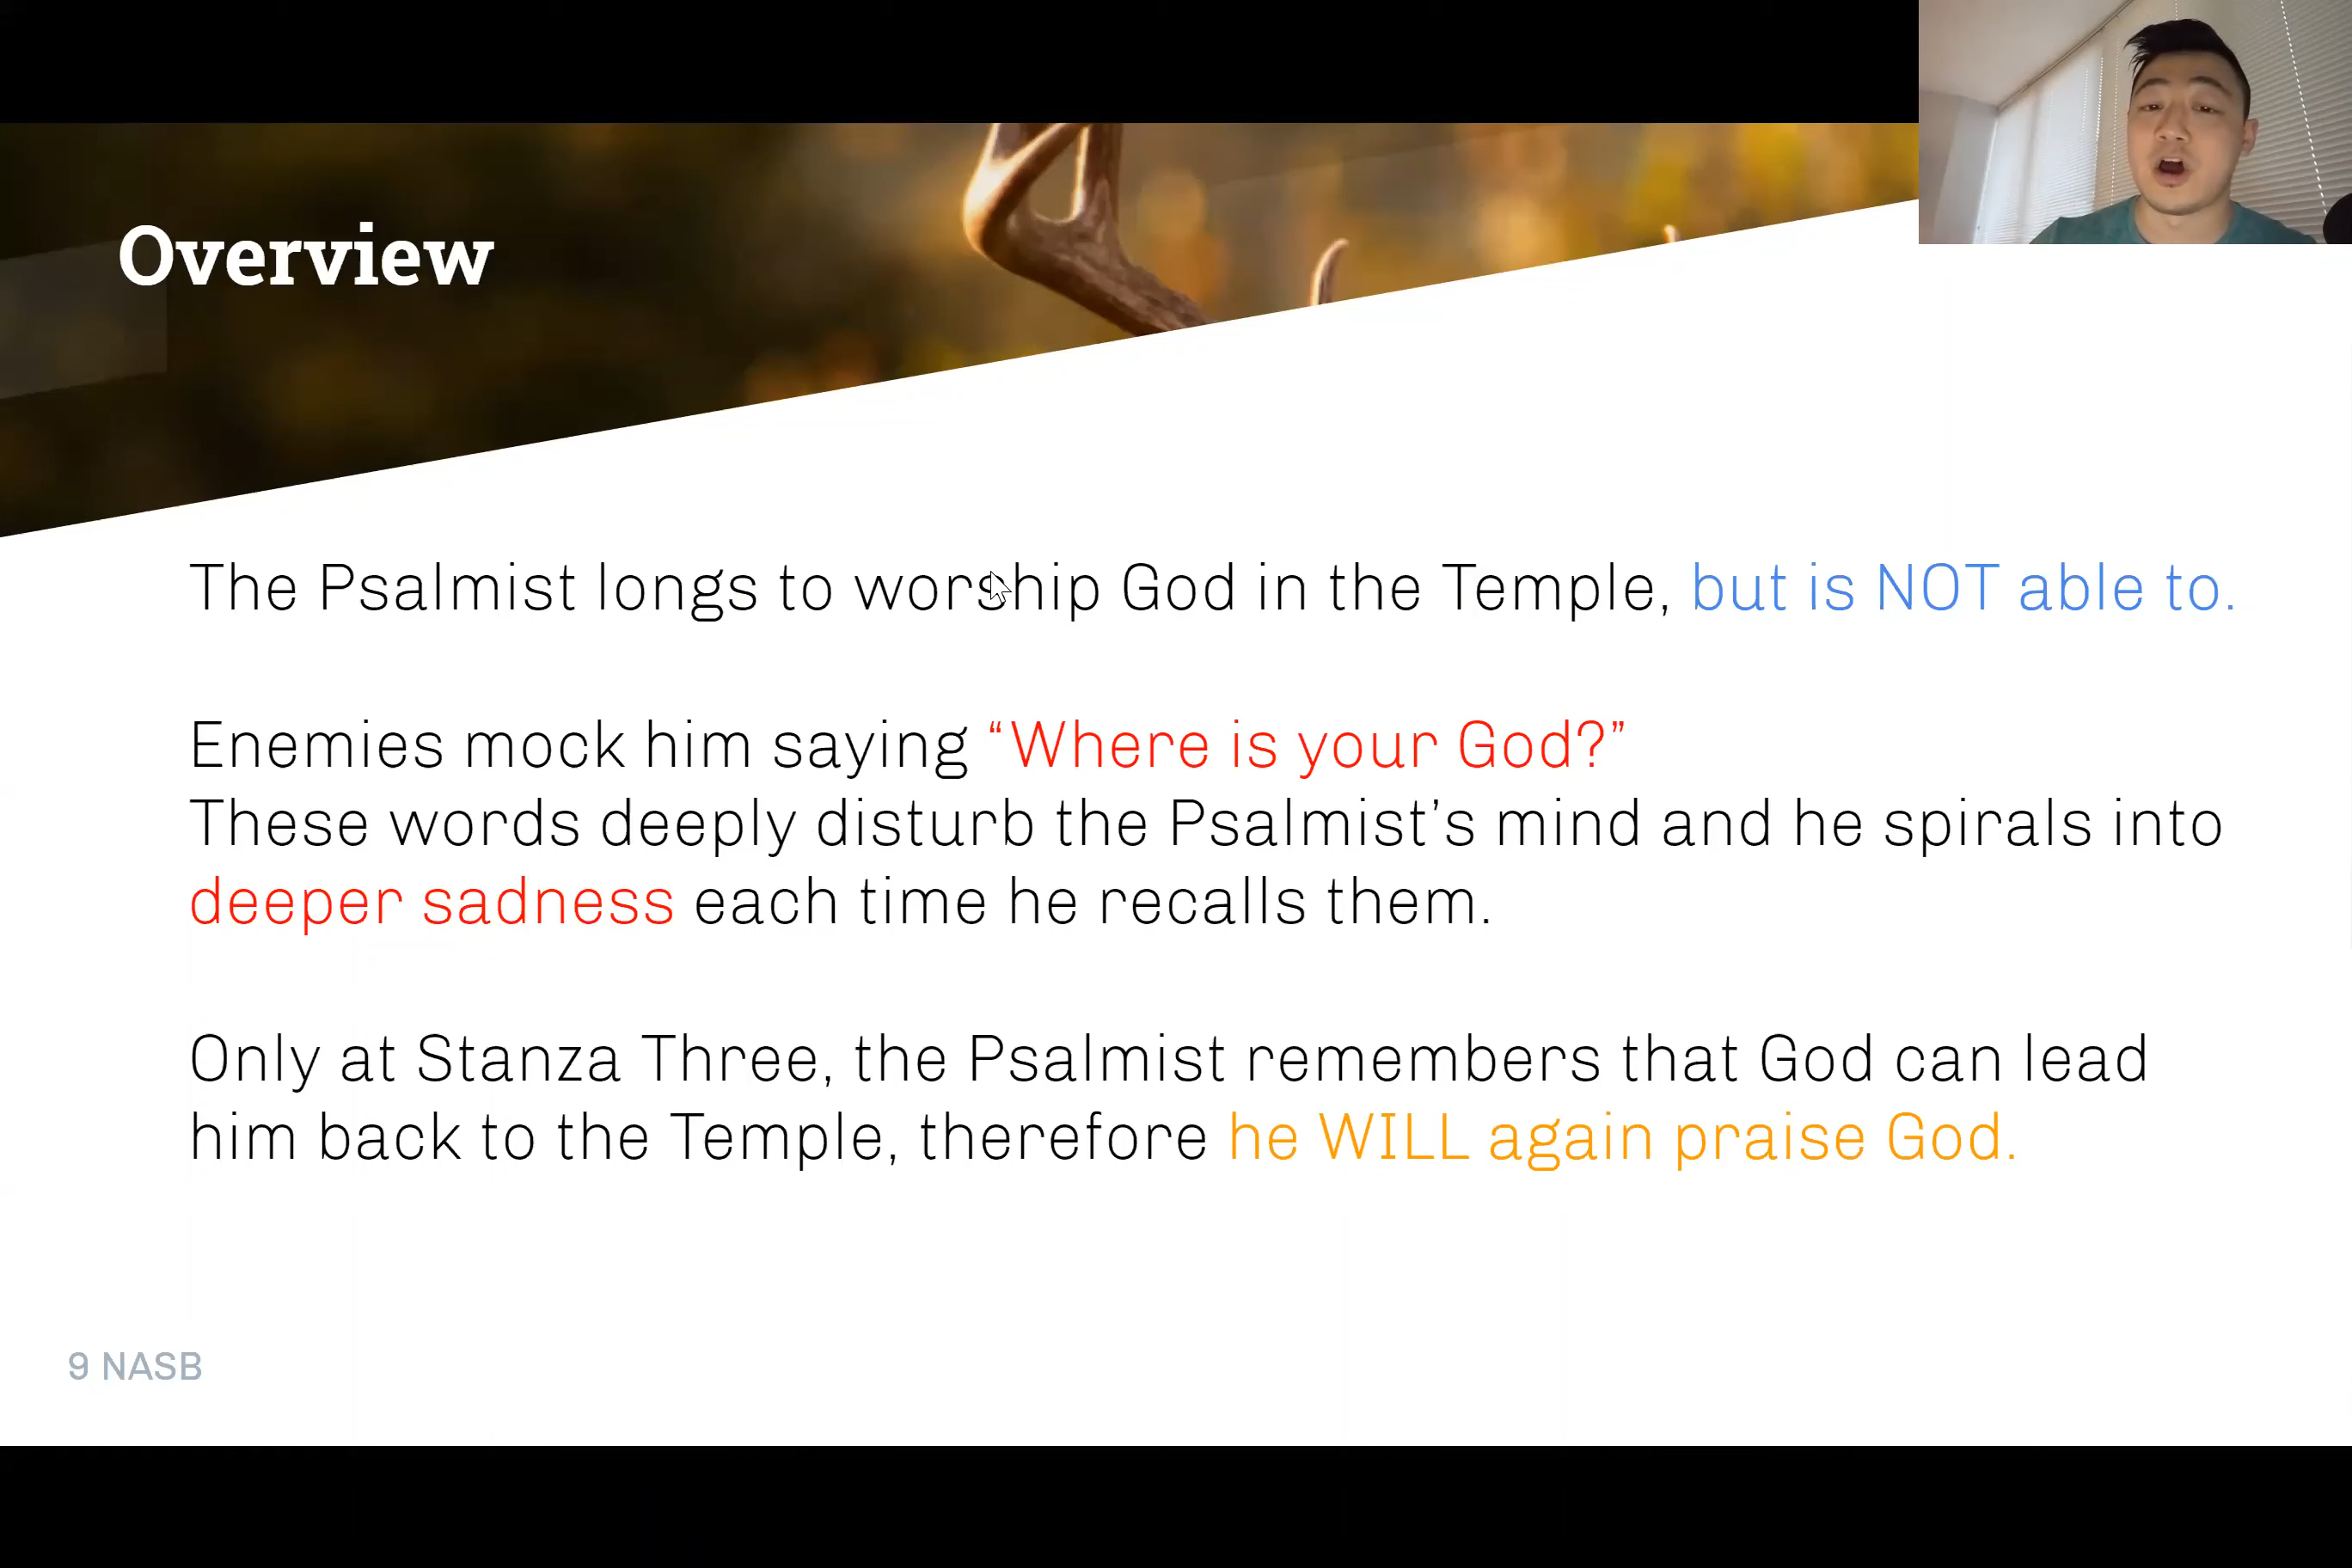 Overview
The Psalmist longs to worship God in the Temple, but is NOT able to.
Enemies mock him saying “Where is your God?”
These words deeply disturb the Psalmist’s mind and he spirals into
deeper sadness each time he recalls them.
Only at Stanza Three, the Psalmist remembers that God can lead
him back to the Temple, therefore he WILL again praise God.
9 NASB